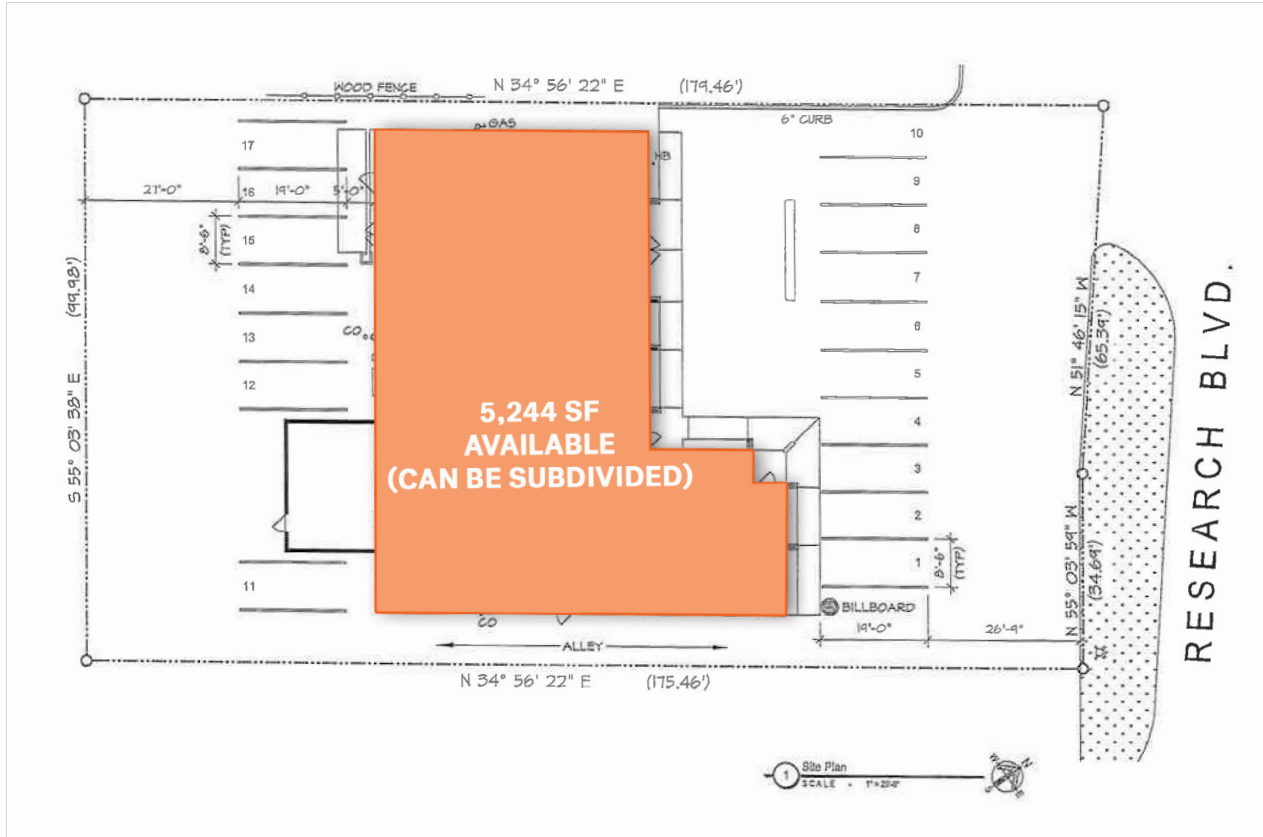 WOOD FENCE
N 34° 56' 22" E (179.46')
GAS
6" CURB
HB
17
16
15
14
13
12
11
27'-0"
19'-0"
5'-0"
8'-6"
(TYP)
CO
S 55° 03' 38" E (99.98')
5,244 SF
AVAILABLE
(CAN BE SUBDIVIDED)
10
9
8
7
6
5
4
3
2
1
8'-6"
(TYP)
N 51° 46' 15" W
(65.39')
N 55° 03' 59" W
(34.69')
RESEARCH BLVD.
BILLBOARD
19'-0"
26'-9"
CO
ALLEY
N 34° 56' 22" E (175.46')
1
Site Plan
SCALE -
N
W
S
E